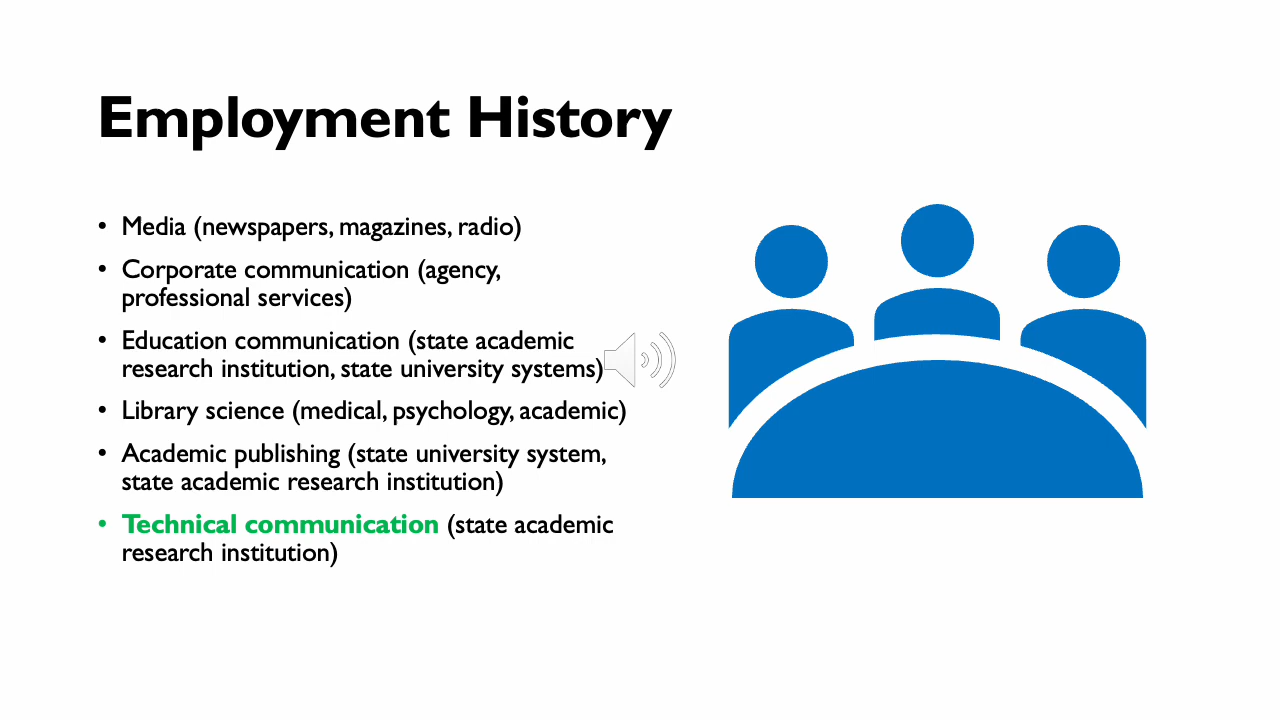 Employment History
• Media (newspapers, magazines, radio)
• Corporate communication (agency,
professional services)
• Education communication (state academic
research institution, state university systems)
• Library science (medical, psychology, academic)
• Academic publishing (state university system,
state academic research institution)
• Technical communication (state academic
research institution)